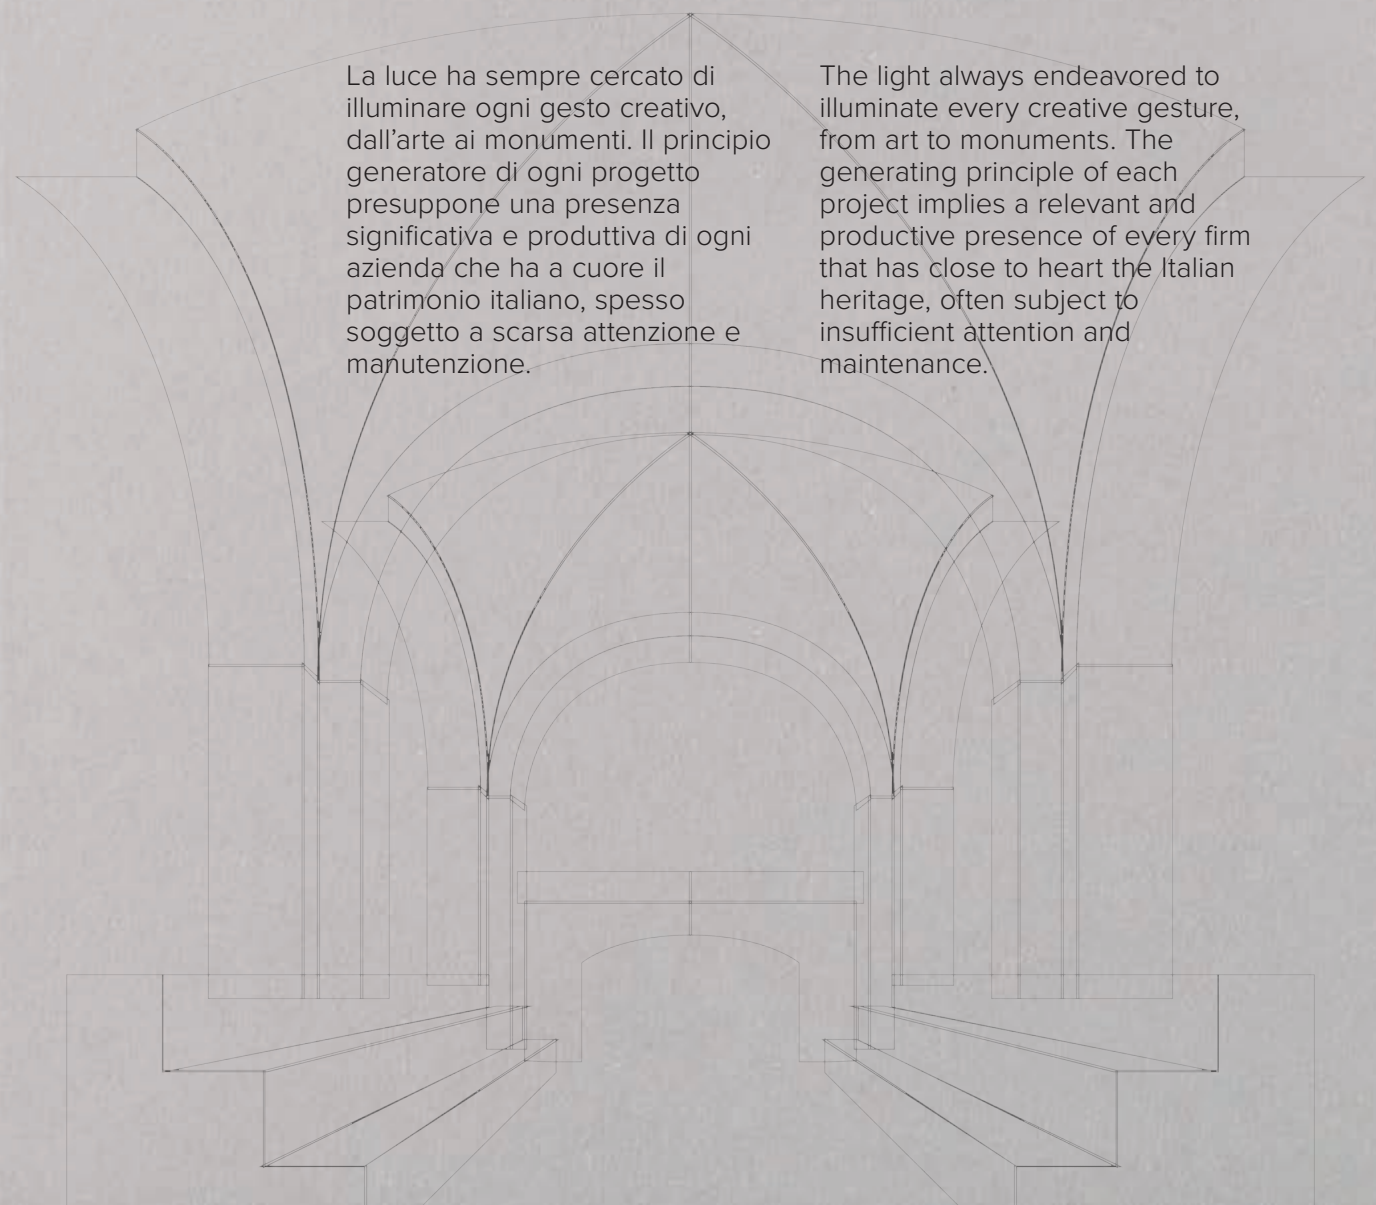 La luce ha sempre cercato di
illuminare ogni gesto creativo,
dall’arte ai monumenti. Il principio
generatore di ogni progetto
presuppone una presenza
significativa e produttiva di ogni
azienda che ha a cuore il
patrimonio italiano, spesso
soggetto a scarsa attenzione e
manutenzione.
The light always endeavored to
illuminate every creative gesture,
from art to monuments. The
generating principle of each
project implies a relevant and
productive presence of every firm
that has close to heart the Italian
heritage, often subject to
insufficient attention and
maintenance.